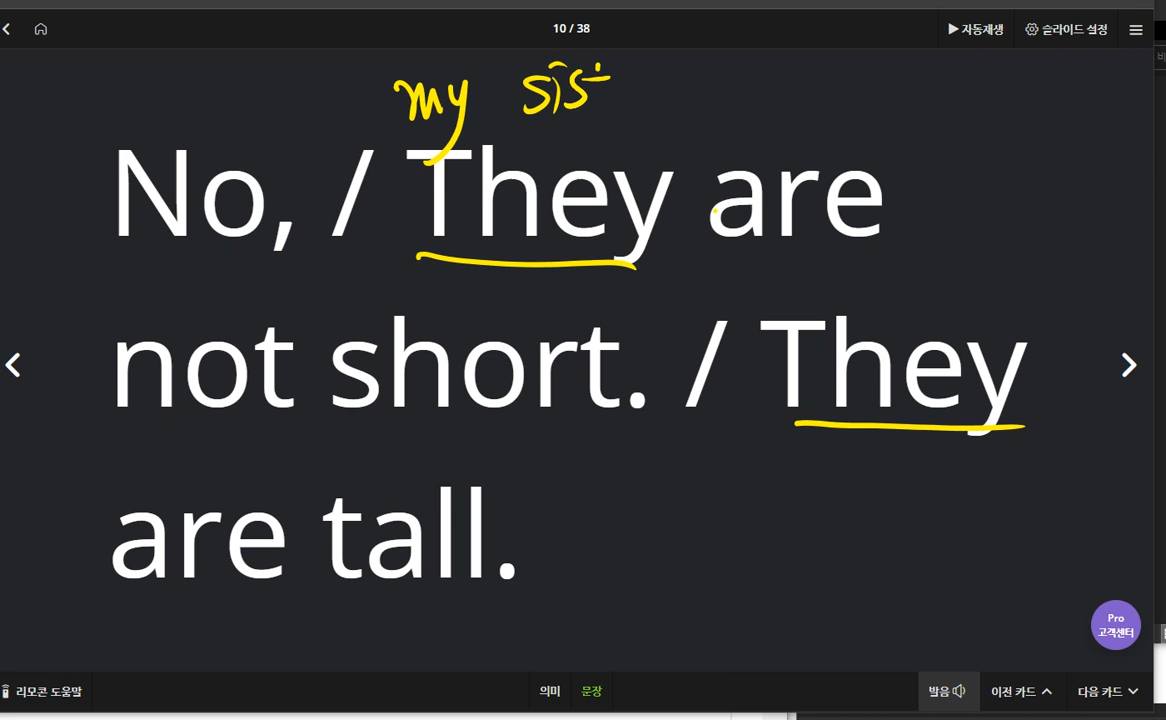 10 / 38
▶ 자동재생
슬라이드 설정
my sist
No, / They are
not short. / They
are tall.
Pro
고객센터
리모콘 도움말
의미
문장
발음
이전 카드
다음 카드